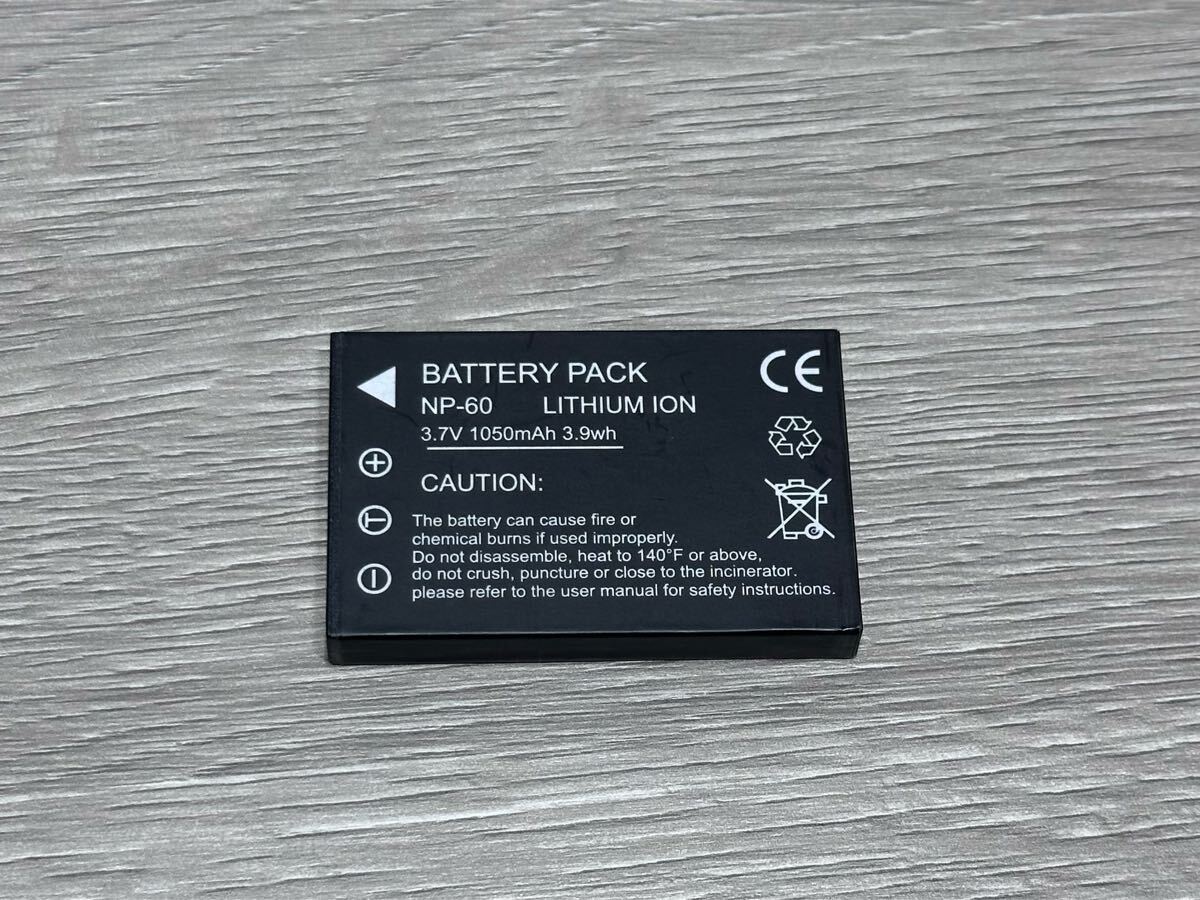 BATTERY PACK
NP-60 LITHIUM ION
3.7V 1050mAh 3.9wh
CE
+
T
−
CAUTION:
The battery can cause fire or
chemical burns if used improperly.
Do not disassemble, heat to 140°F or above,
do not crush, puncture or close to the incinerator.
please refer to the user manual for safety instructions.